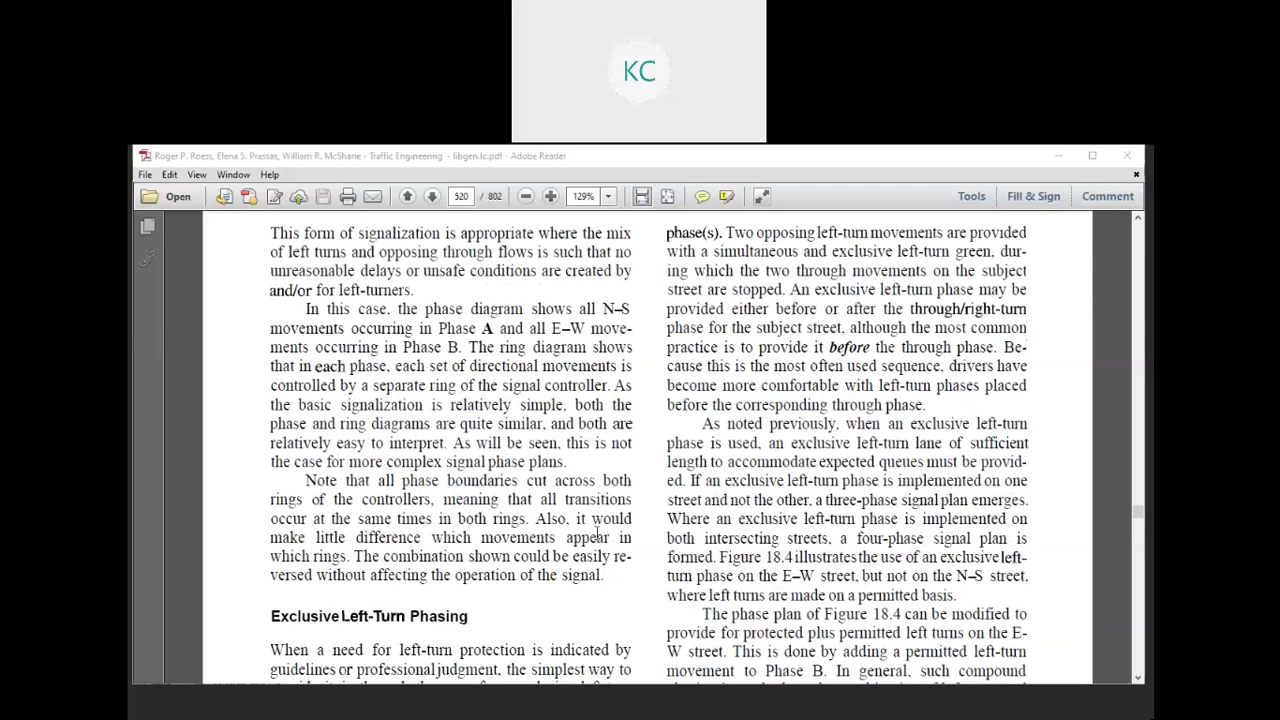 KC
Roger P. Roess, Elena S. Prassas, William R. McShane - Traffic Engineering - libgen.lc.pdf - Adobe Reader
File Edit View Window Help
Open 520 / 802 129% Tools Fill & Sign Comment
This form of signalization is appropriate where the mix
of left turns and opposing through flows is such that no
unreasonable delays or unsafe conditions are created by
and/or for left-turners.
In this case, the phase diagram shows all N–S
movements occurring in Phase A and all E–W move-
ments occurring in Phase B. The ring diagram shows
that in each phase, each set of directional movements is
controlled by a separate ring of the signal controller. As
the basic signalization is relatively simple, both the
phase and ring diagrams are quite similar, and both are
relatively easy to interpret. As will be seen, this is not
the case for more complex signal phase plans.
Note that all phase boundaries cut across both
rings of the controllers, meaning that all transitions
occur at the same times in both rings. Also, it would
make little difference which movements appear in
which rings. The combination shown could be easily re-
versed without affecting the operation of the signal.
Exclusive Left-Turn Phasing
When a need for left-turn protection is indicated by
guidelines or professional judgment, the simplest way to
phase(s). Two opposing left-turn movements are provided
with a simultaneous and exclusive left-turn green, dur-
ing which the two through movements on the subject
street are stopped. An exclusive left-turn phase may be
provided either before or after the through/right-turn
phase for the subject street, although the most common
practice is to provide it before the through phase. Be-
cause this is the most often used sequence, drivers have
become more comfortable with left-turn phases placed
before the corresponding through phase.
As noted previously, when an exclusive left-turn
phase is used, an exclusive left-turn lane of sufficient
length to accommodate expected queues must be provid-
ed. If an exclusive left-turn phase is implemented on one
street and not the other, a three-phase signal plan emerges.
Where an exclusive left-turn phase is implemented on
both intersecting streets, a four-phase signal plan is
formed. Figure 18.4 illustrates the use of an exclusive left-
turn phase on the E–W street, but not on the N–S street,
where left turns are made on a permitted basis.
The phase plan of Figure 18.4 can be modified to
provide for protected plus permitted left turns on the E-
W street. This is done by adding a permitted left-turn
movement to Phase B. In general, such compound